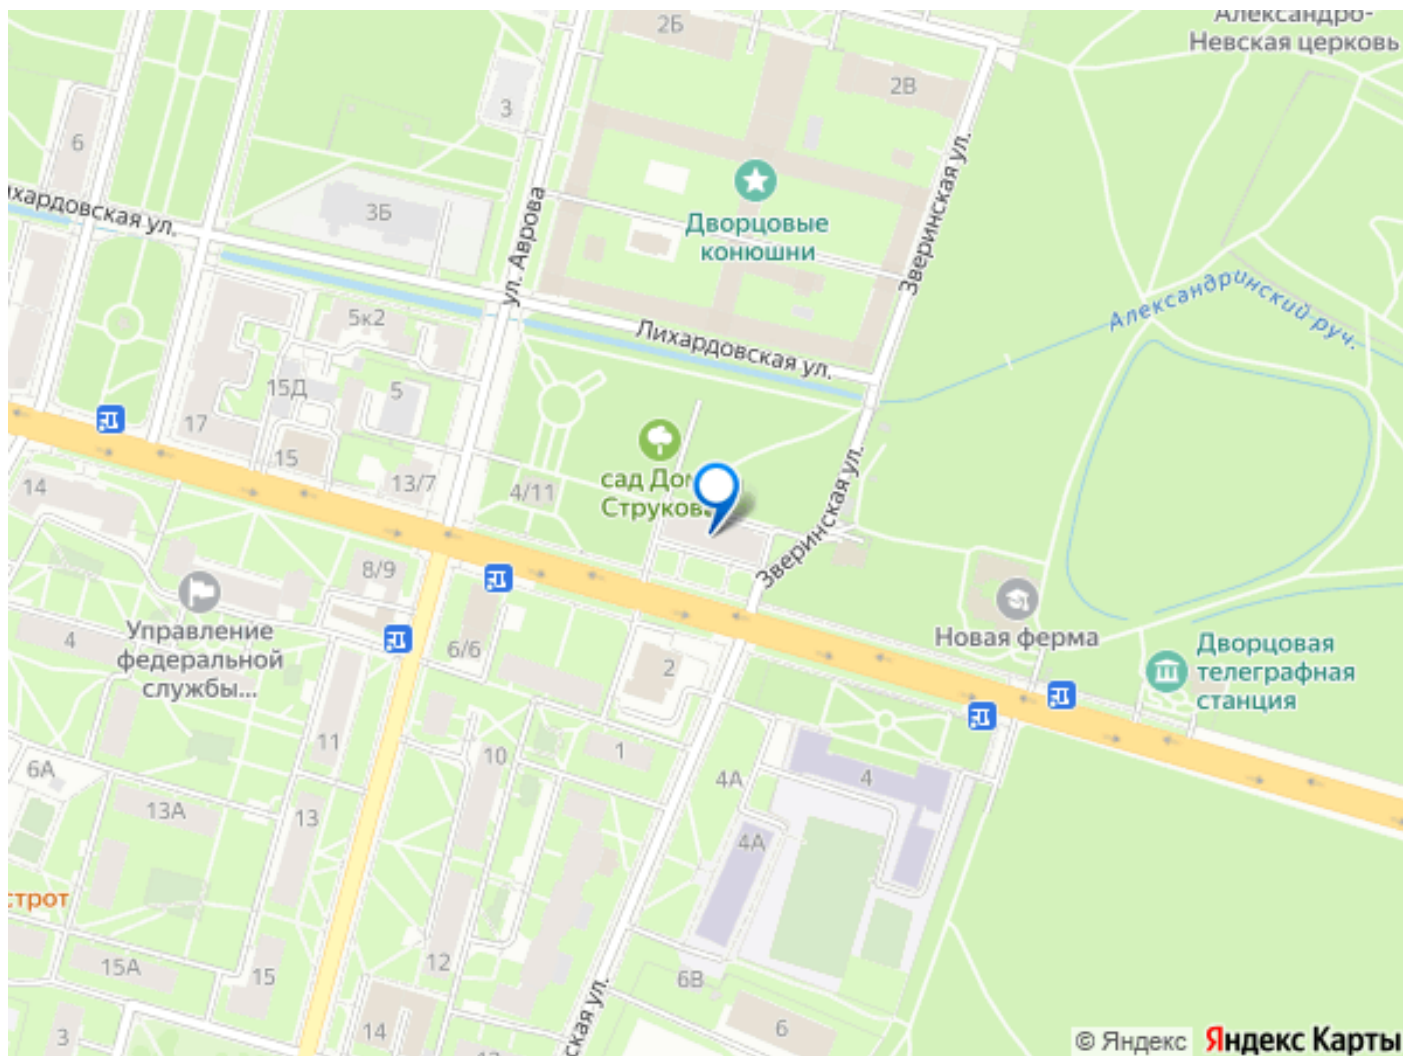 Александро-
Невская церковь
2Б
2В
3
6
Зверинская ул.
ихардовская ул.
3Б
ул. Аврова
Дворцовые
конюшни
Александринский руч.
5к2
Лихардовская ул.
15Д
5
17
15
13/7
4/11
сад До
Струков
14
Зверинская ул.
8/9
Управление
федеральной
службы...
4
6/6
2
Новая ферма
Дворцовая
телеграфная
станция
11
10
1
4А
4
6А
13А
13
4А
строт
15А
15
12
6В
14
6
3
ская ул.
© Яндекс
Яндекс Карты